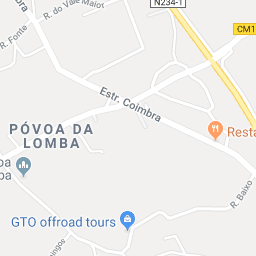 N234-1
R. do Vale Maior
R. Fonte
CM1
Estr. Coimbra
PÓVOA DA
LOMBA
Resta
R. Baixo
GTO offroad tours